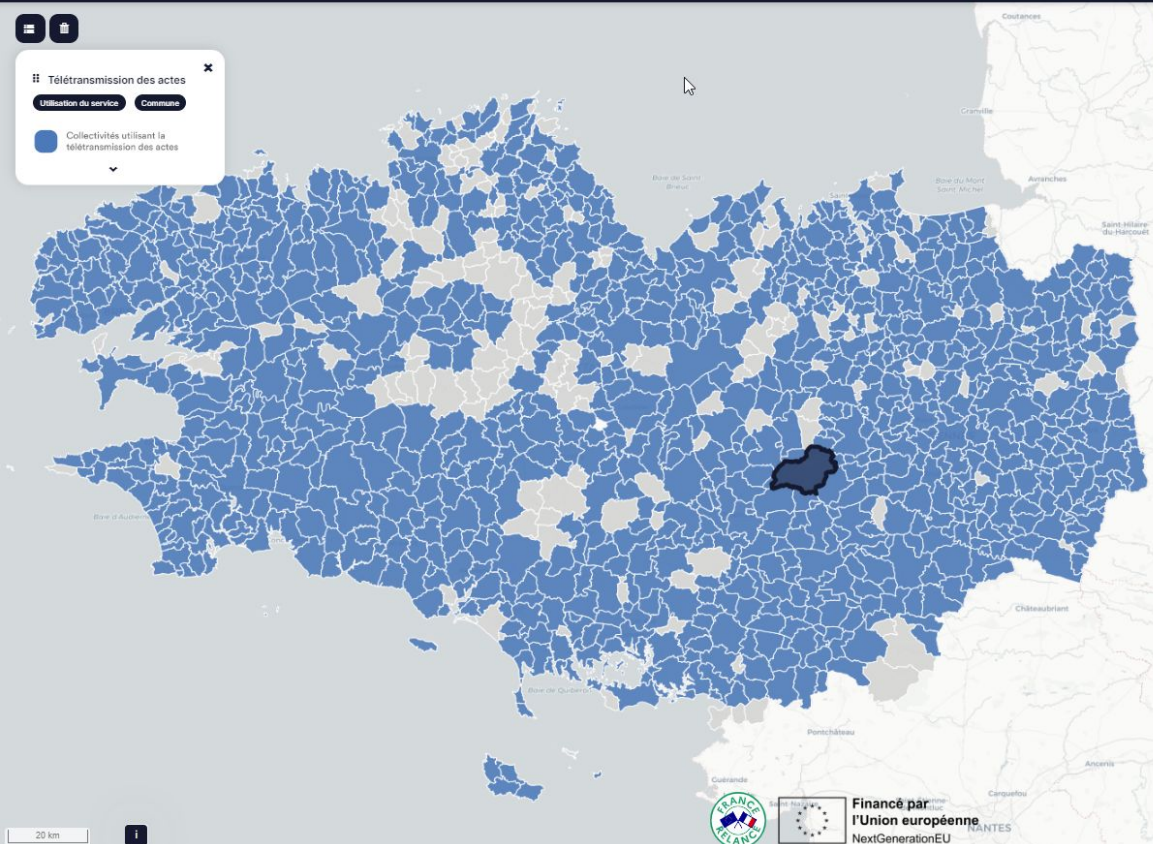 Coutances
Granville
Avranches
Saint-Hilaire-
du-Harcouët
Baie de Saint
Brieuc
Baie du Mont
Saint Michel
Télétransmission des actes
Utilisation du service
Commune
Collectivités utilisant la
télétransmission des actes
Baie d'Audierne
Baie de Quiberon
Châteaubriant
Pontchâteau
Guérande
Ancenis
Carquefou
NANTES
20 km
i
FRANCE
RELANCE
Financé par
l'Union européenne
NextGenerationEU